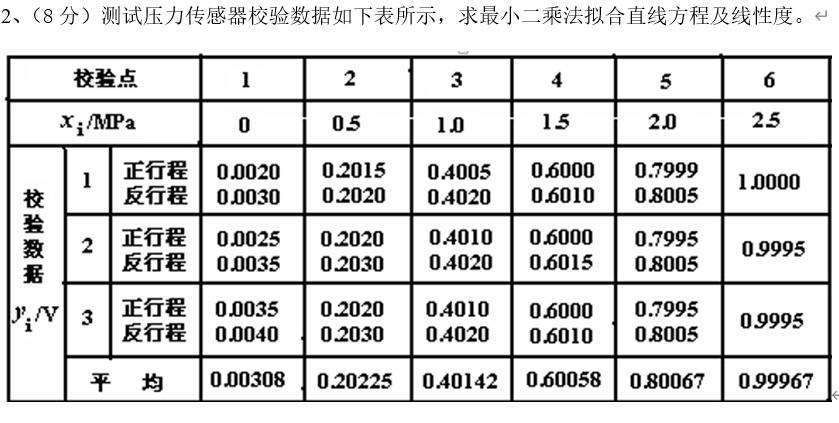 2、（8 分）测试压力传感器校验数据如下表所示，求最小二乘法拟合直线方程及线性度。
校验点 1 2 3 4 5 6
xi/MPa 0 0.5 1.0 1.5 2.0 2.5
校验数据 yi/V
1 正行程 0.0020 0.2015 0.4005 0.6000 0.7999 1.0000
反行程 0.0030 0.2020 0.4020 0.6010 0.8005
2 正行程 0.0025 0.2020 0.4010 0.6000 0.7995 0.9995
反行程 0.0035 0.2030 0.4020 0.6015 0.8005
3 正行程 0.0035 0.2020 0.4010 0.6000 0.7995 0.9995
反行程 0.0040 0.2030 0.4020 0.6010 0.8005
平 均 0.00308 0.20225 0.40142 0.60058 0.80067 0.99967